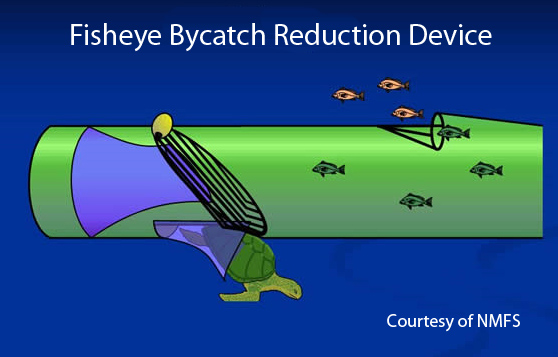 Fisheye Bycatch Reduction Device
Courtesy of NMFS